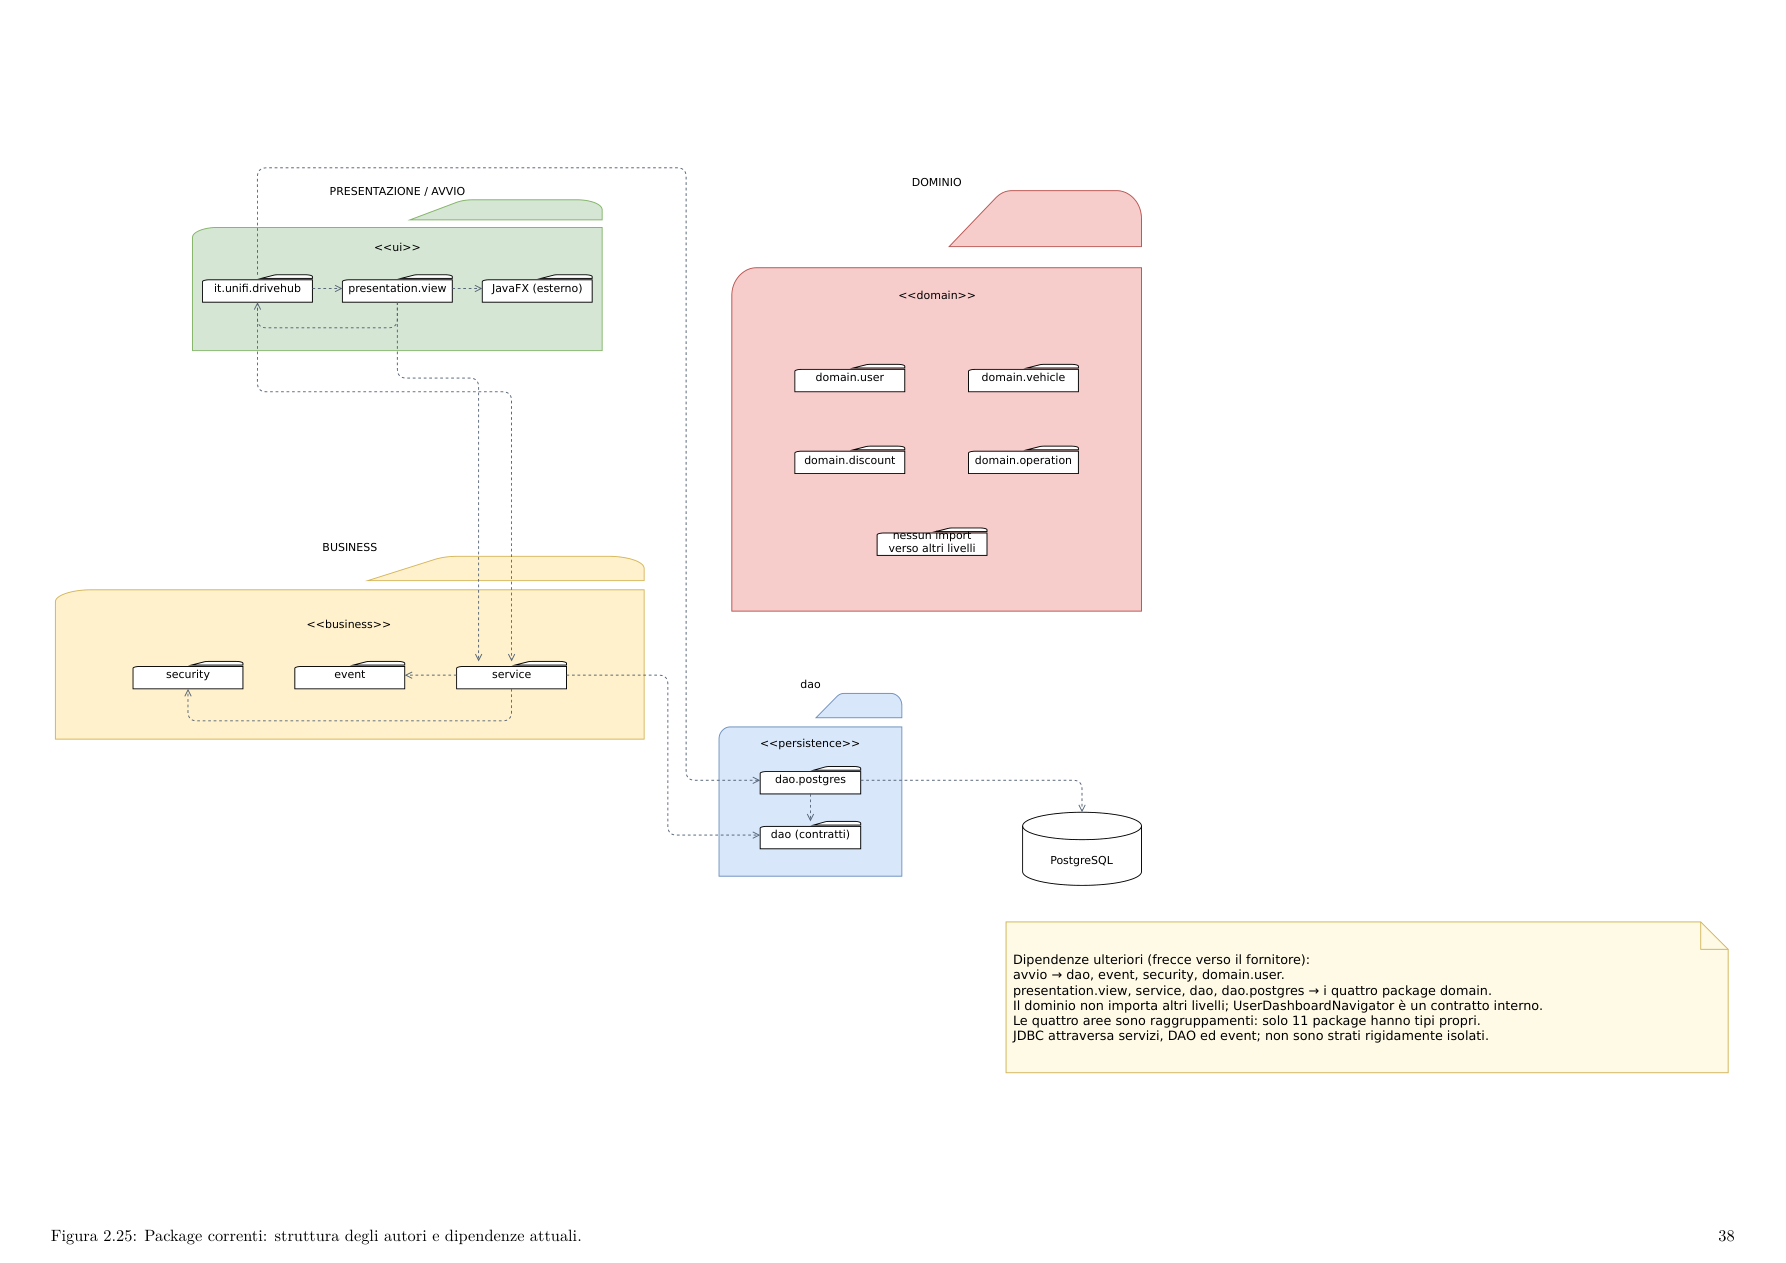 PRESENTAZIONE / AVVIO
<<ui>>
it.unifi.drivehub
presentation.view
JavaFX (esterno)
DOMINIO
<<domain>>
domain.user
domain.vehicle
domain.discount
domain.operation
nessun import
verso altri livelli
BUSINESS
<<business>>
security
event
service
dao
<<persistence>>
dao.postgres
dao (contratti)
PostgreSQL
Dipendenze ulteriori (frecce verso il fornitore):
avvio → dao, event, security, domain.user.
presentation.view, service, dao, dao.postgres → i quattro package domain.
Il dominio non importa altri livelli; UserDashboardNavigator è un contratto interno.
Le quattro aree sono raggruppamenti: solo 11 package hanno tipi propri.
JDBC attraversa servizi, DAO ed event; non sono strati rigidamente isolati.
Figura 2.25: Package correnti: struttura degli autori e dipendenze attuali.
38